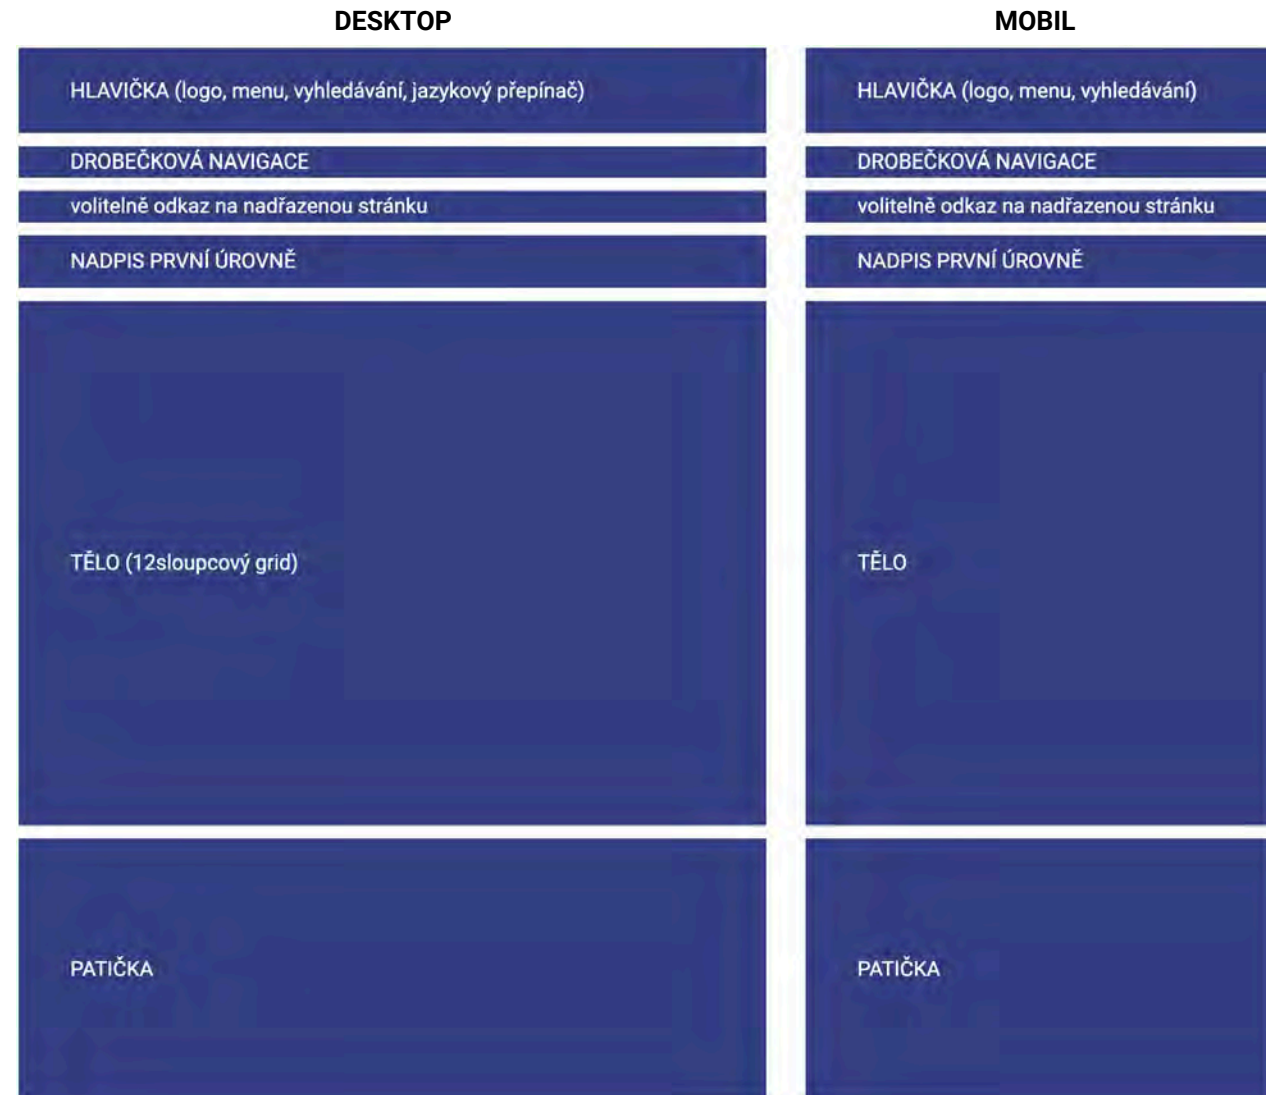 DESKTOP
HLAVIČKA (logo, menu, vyhledávání, jazykový přepínač)
DROBEČKOVÁ NAVIGACE
volitelně odkaz na nadřazenou stránku
NADPIS PRVNÍ ÚROVNĚ
TĚLO (12sloupcový grid)
PATIČKA
MOBIL
HLAVIČKA (logo, menu, vyhledávání)
DROBEČKOVÁ NAVIGACE
volitelně odkaz na nadřazenou stránku
NADPIS PRVNÍ ÚROVNĚ
TĚLO
PATIČKA